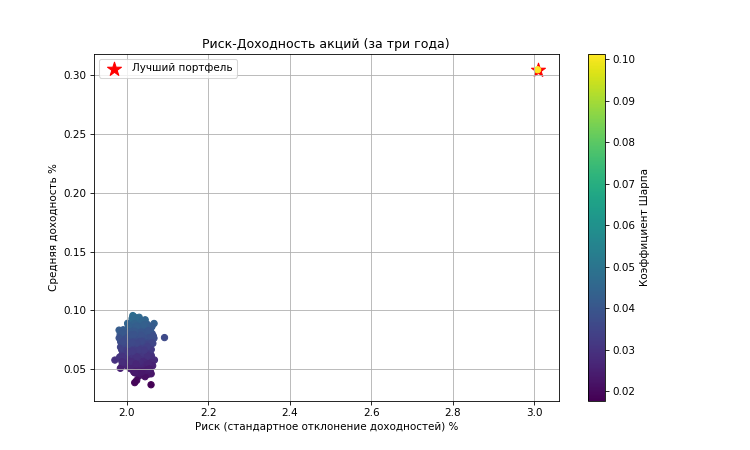 Риск-Доходность акций (за три года)
Лучший портфель
0.30
0.25
0.20
0.15
0.10
0.05
Средняя доходность %
2.0 2.2 2.4 2.6 2.8 3.0
Риск (стандартное отклонение доходностей) %
0.10
0.09
0.08
0.07
0.06
0.05
0.04
0.03
0.02
Коэффициент Шарпа